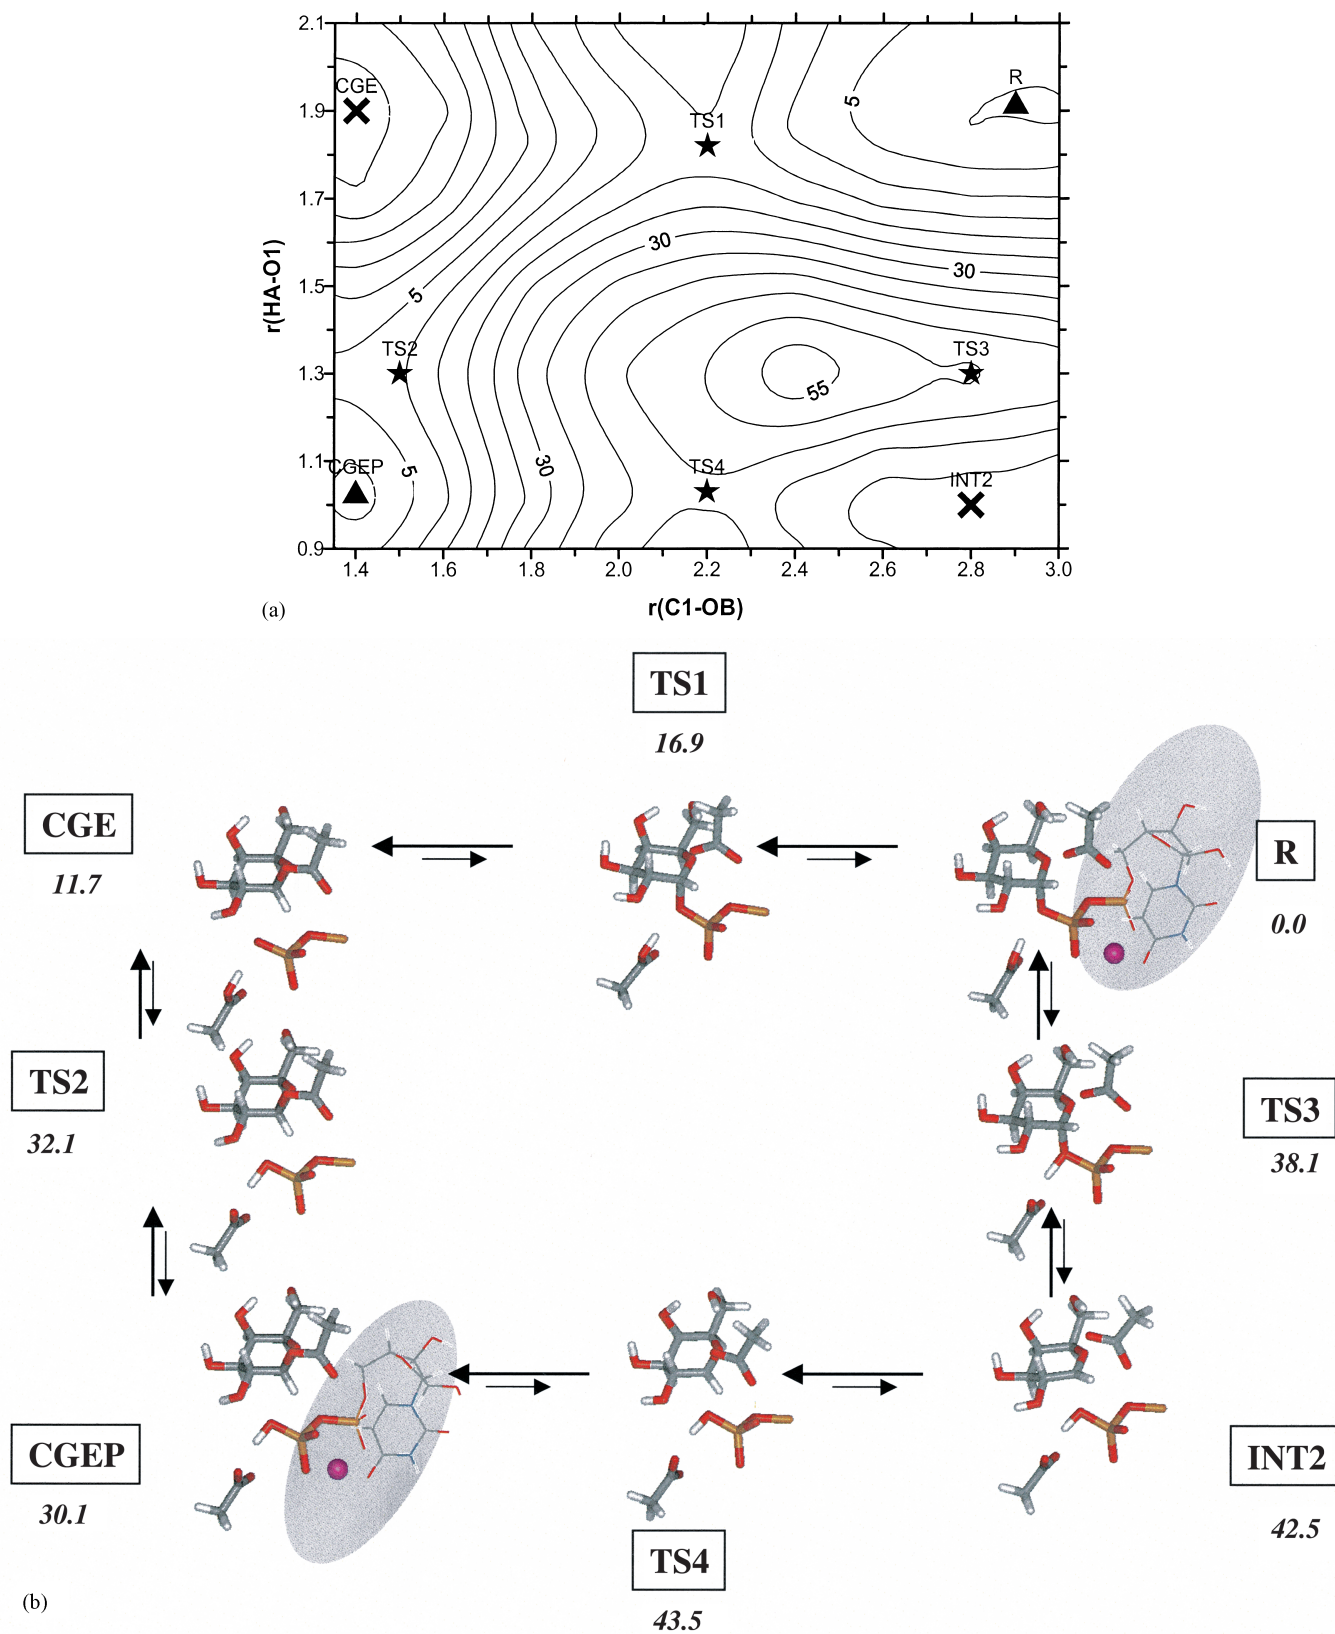 2.1
CGE
R
5
1.9
TS1
1.7
30
30
r(HA-O1)
1.5
5
TS2
TS3
1.3
55
CGEP
TS4
1.1
5
30
INT2
0.9
1.4 1.6 1.8 2.0 2.2 2.4 2.6 2.8 3.0
r(C1-OB)
(a)
TS1
16.9
CGE
11.7
R
0.0
TS2
32.1
TS3
38.1
CGEP
30.1
INT2
42.5
TS4
43.5
(b)